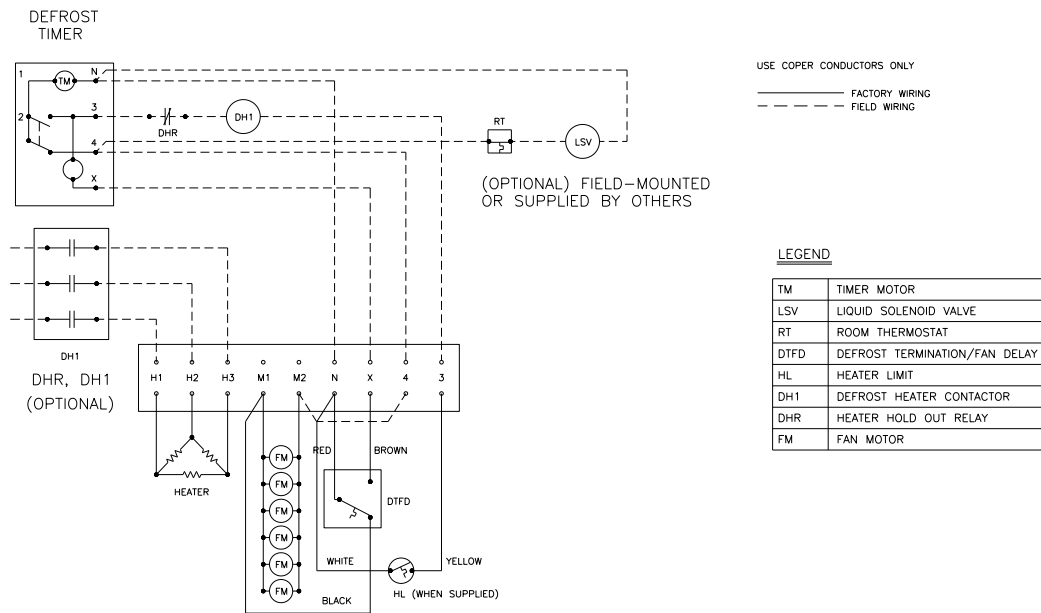 DEFROST
TIMER
1
TM
N
2
3
4
X
DHR
DH1
RT
LSV
(OPTIONAL) FIELD-MOUNTED
OR SUPPLIED BY OTHERS
USE COPER CONDUCTORS ONLY
FACTORY WIRING
FIELD WIRING
DH1
DHR, DH1
(OPTIONAL)
H1 H2 H3 M1 M2 N X 4 3
HEATER
FM
FM
FM
FM
FM
FM
RED
BROWN
DTFD
WHITE
YELLOW
BLACK
HL (WHEN SUPPLIED)
LEGEND
TM TIMER MOTOR
LSV LIQUID SOLENOID VALVE
RT ROOM THERMOSTAT
DTFD DEFROST TERMINATION/FAN DELAY
HL HEATER LIMIT
DH1 DEFROST HEATER CONTACTOR
DHR HEATER HOLD OUT RELAY
FM FAN MOTOR